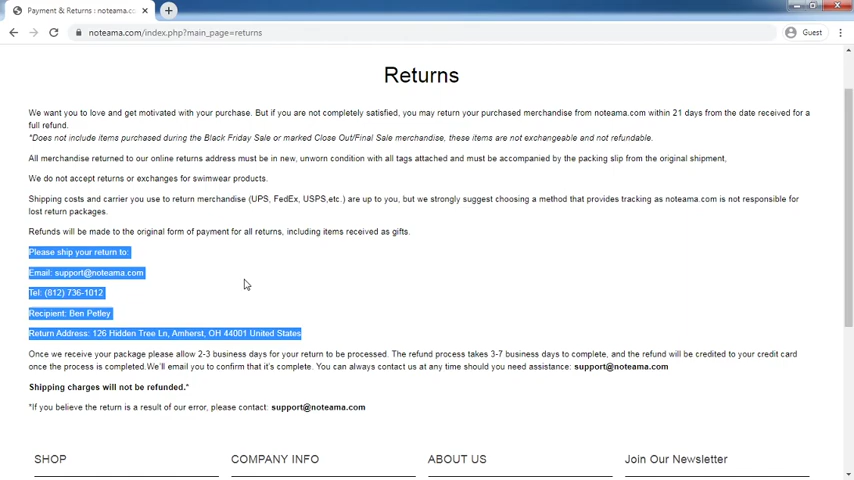 Payment & Returns : noteama.co
noteama.com/index.php?main_page=returns
Guest
Returns
We want you to love and get motivated with your purchase. But if you are not completely satisfied, you may return your purchased merchandise from noteama.com within 21 days from the date received for a
full refund.
*Does not include items purchased during the Black Friday Sale or marked Close Out/Final Sale merchandise, these items are not exchangeable and not refundable.
All merchandise returned to our online returns address must be in new, unworn condition with all tags attached and must be accompanied by the packing slip from the original shipment,
We do not accept returns or exchanges for swimwear products.
Shipping costs and carrier you use to return merchandise (UPS, FedEx, USPS,etc.) are up to you, but we strongly suggest choosing a method that provides tracking as noteama.com is not responsible for
lost return packages.
Refunds will be made to the original form of payment for all returns, including items received as gifts.
Please ship your return to:
Email: support@noteama.com
Tel: (812) 736-1012
Recipient: Ben Petley
Return Address: 126 Hidden Tree Ln, Amherst, OH 44001 United States
Once we receive your package please allow 2-3 business days for your return to be processed. The refund process takes 3-7 business days to complete, and the refund will be credited to your credit card
once the process is completed.We'll email you to confirm that it's complete. You can always contact us at any time should you need assistance: support@noteama.com
Shipping charges will not be refunded.*
*If you believe the return is a result of our error, please contact: support@noteama.com
SHOP COMPANY INFO ABOUT US Join Our Newsletter